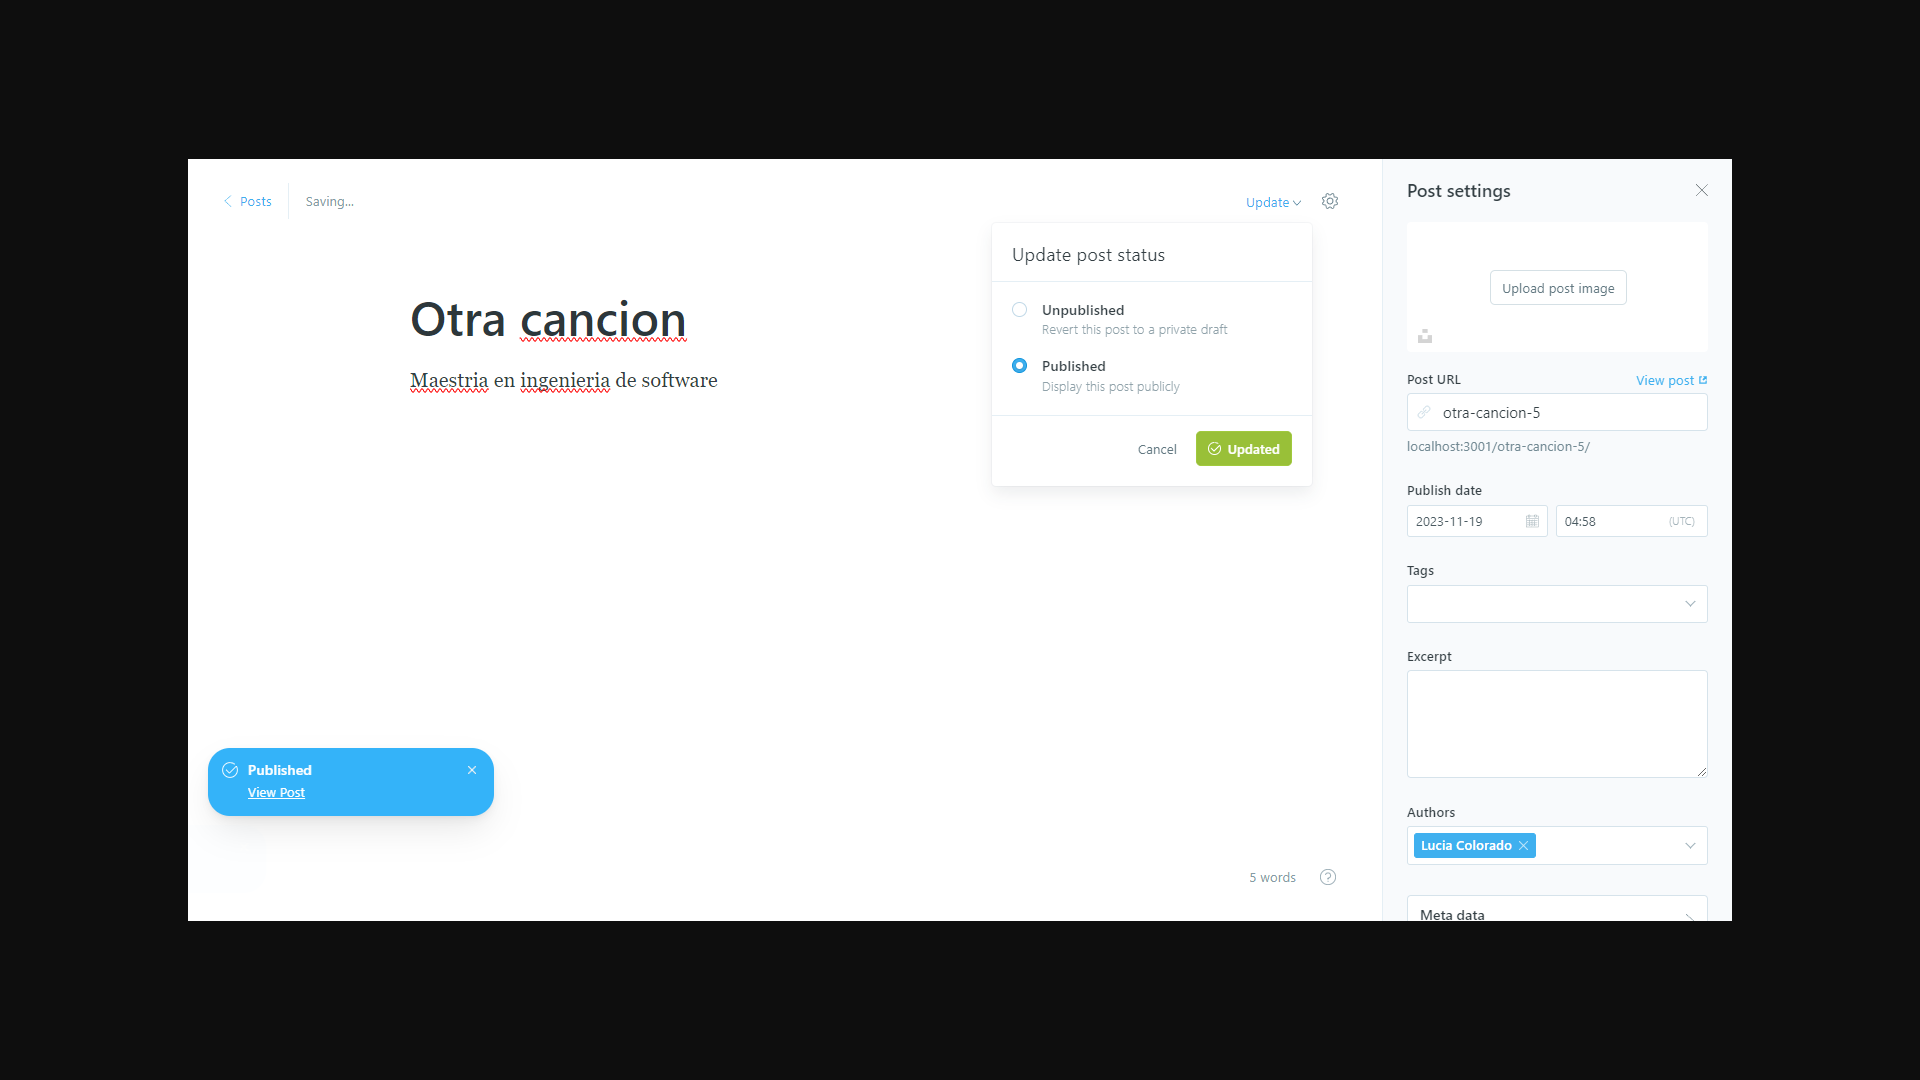 Posts
Saving...
Update
Update post status
Unpublished
Revert this post to a private draft
Published
Display this post publicly
Cancel
Updated
Otra cancion
Maestria en ingenieria de software
Published
View Post
5 words
Post settings
Upload post image
Post URL
View post
otra-cancion-5
localhost:3001/otra-cancion-5/
Publish date
2023-11-19
04:58
(UTC)
Tags
Excerpt
Authors
Lucia Colorado
Meta data